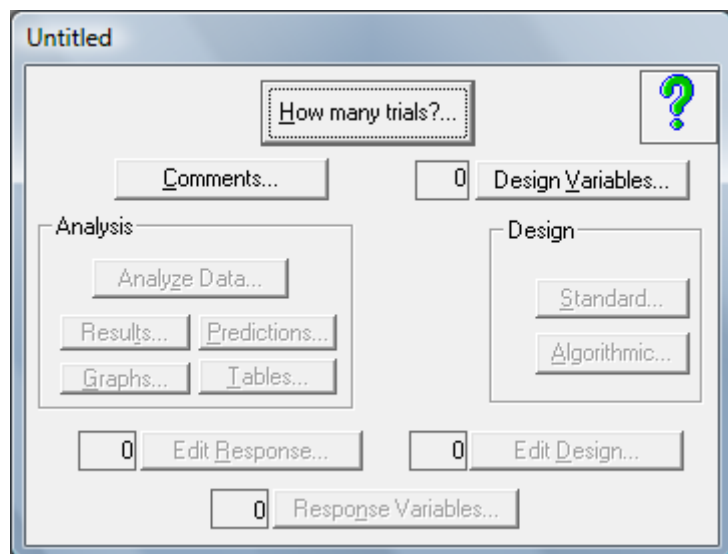 Untitled
How many trials?...
Comments...
0 Design Variables...
Analysis
Design
Analyze Data...
Standard...
Results... Predictions...
Algorithmic...
Graphs... Tables...
0 Edit Response... 0 Edit Design...
0 Response Variables...